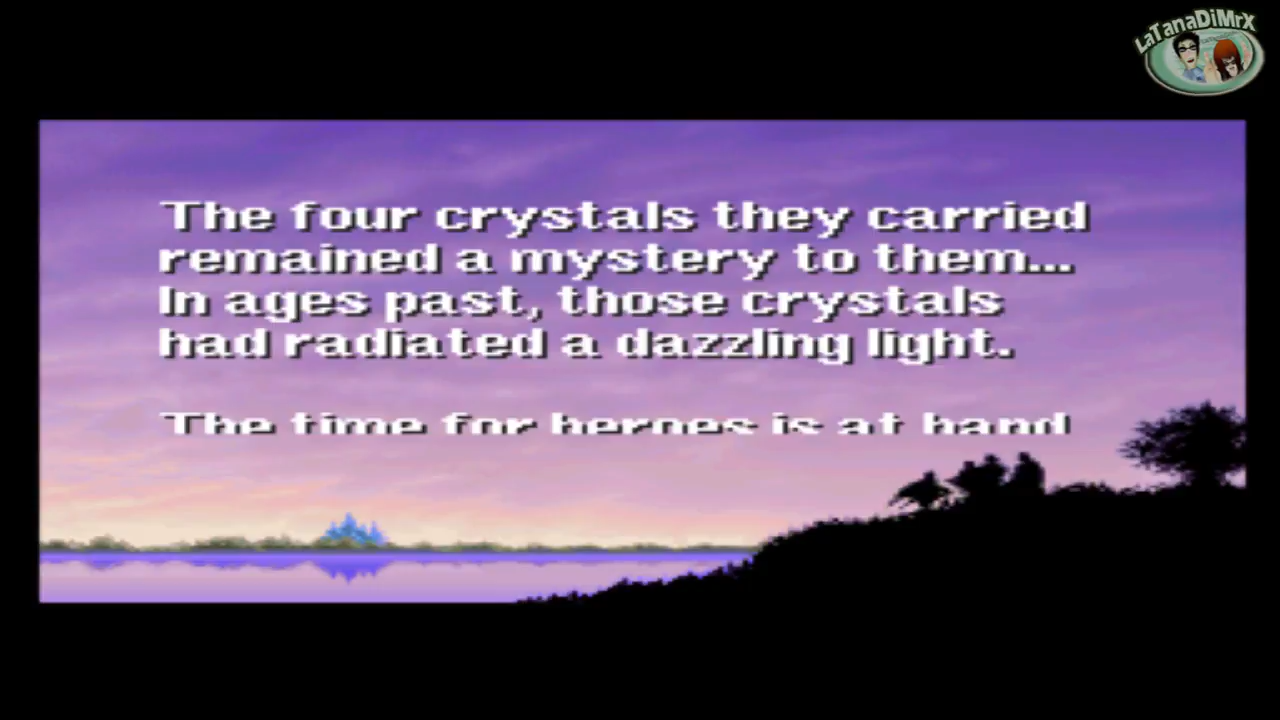 LaTanaDiMrX
The four crystals they carried
remained a mystery to them...
In ages past, those crystals
had radiated a dazzling light.
The time for heroes is at hand